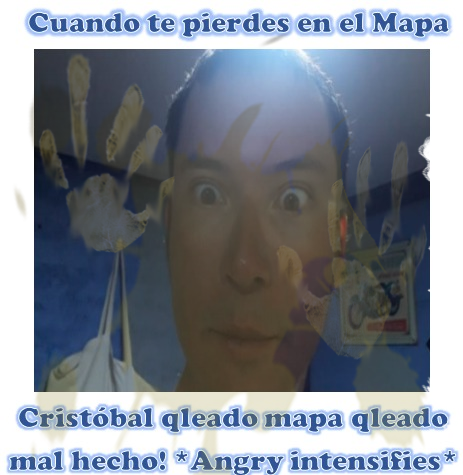 Cuando te pierdes en el Mapa
Cristóbal qleado mapa qleado
mal hecho! *Angry intensifies*